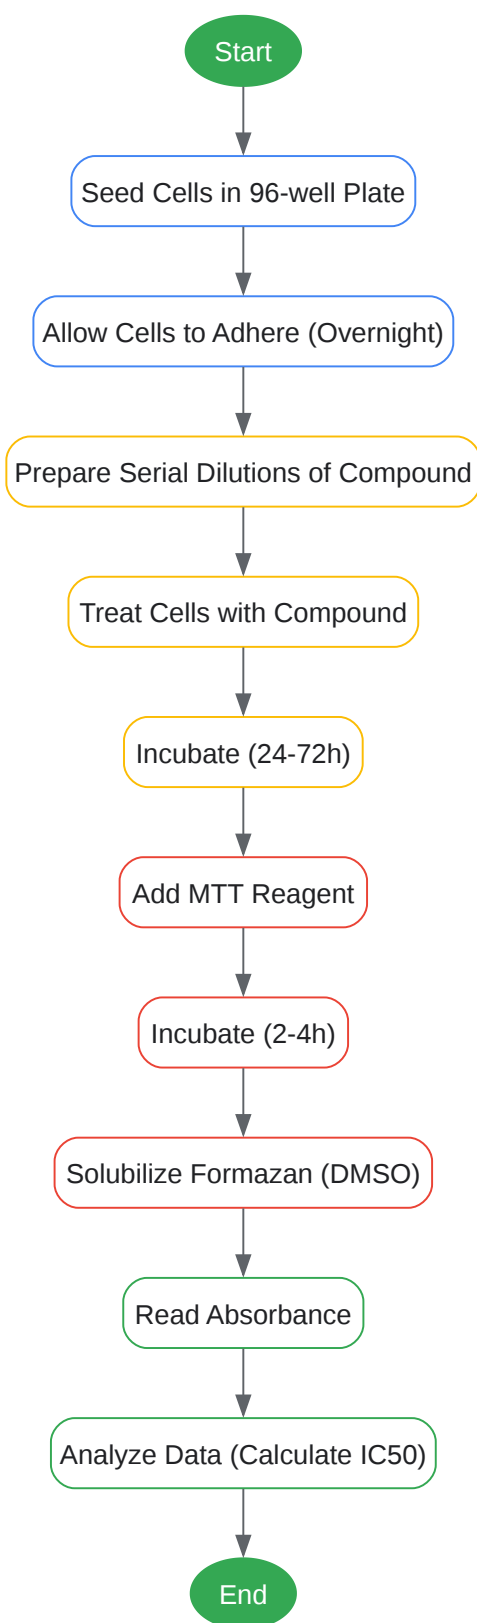 Start
Seed Cells in 96-well Plate
Allow Cells to Adhere (Overnight)
Prepare Serial Dilutions of Compound
Treat Cells with Compound
Incubate (24-72h)
Add MTT Reagent
Incubate (2-4h)
Solubilize Formazan (DMSO)
Read Absorbance
Analyze Data (Calculate IC50)
End